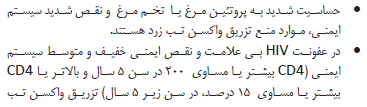 • حساسیت شدید به پروتئین مرغ یا تخم مرغ و نقص شدید سیستم
ایمنی، موارد منع تزریق واکسن تب زرد هستند.
• در عفونت HIV بی علامت و نقص ایمنی خفیف و متوسط سیستم
ایمنی (CD4 بیشتر یا مساوی ۲۰۰ در سن ۵ سال و بالاتر یا CD4
بیشتر یا مساوی ۱۵ درصد، در سن زیر ۵ سال) تزریق واکسن تب